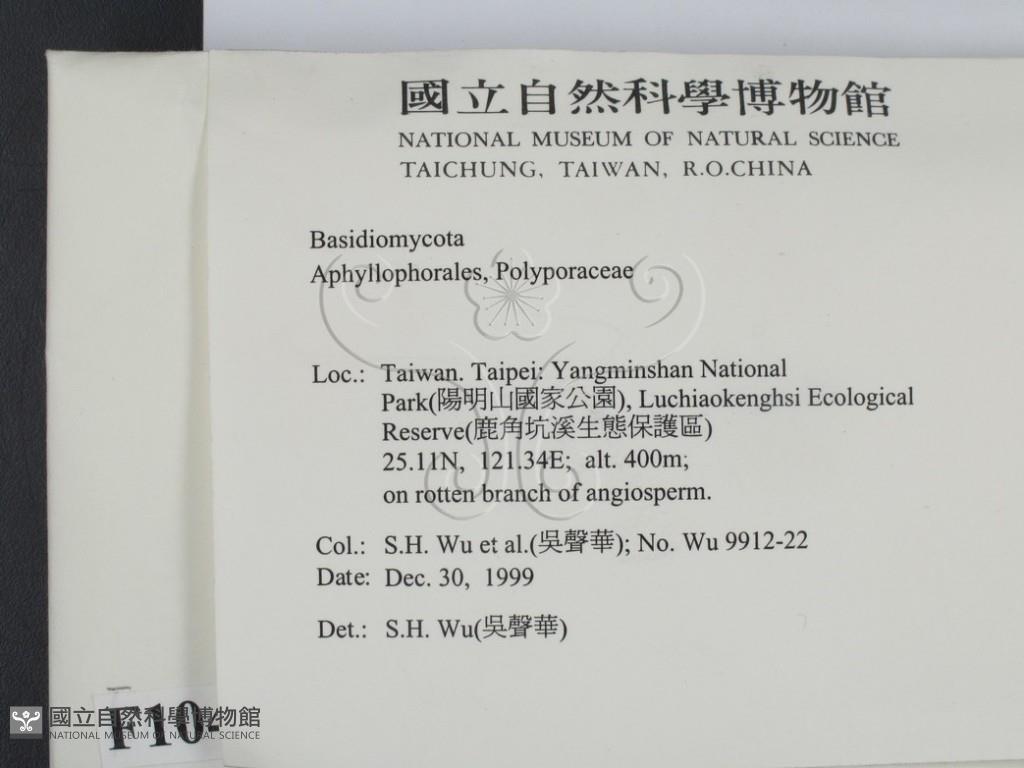 國立自然科學博物館
NATIONAL MUSEUM OF NATURAL SCIENCE
TAICHUNG, TAIWAN, R.O.CHINA
Basidiomycota
Aphyllophorales, Polyporaceae
Loc.: Taiwan. Taipei: Yangminshan National
Park(陽明山國家公園), Luchiaokenghsi Ecological
Reserve(鹿角坑溪生態保護區)
25.11N, 121.34E; alt. 400m;
on rotten branch of angiosperm.
Col.: S.H. Wu et al.(吳聲華); No. Wu 9912-22
Date: Dec. 30, 1999
Det.: S.H. Wu(吳聲華)
F10-
國立自然科學博物館
NATIONAL MUSEUM OF NATURAL SCIENCE